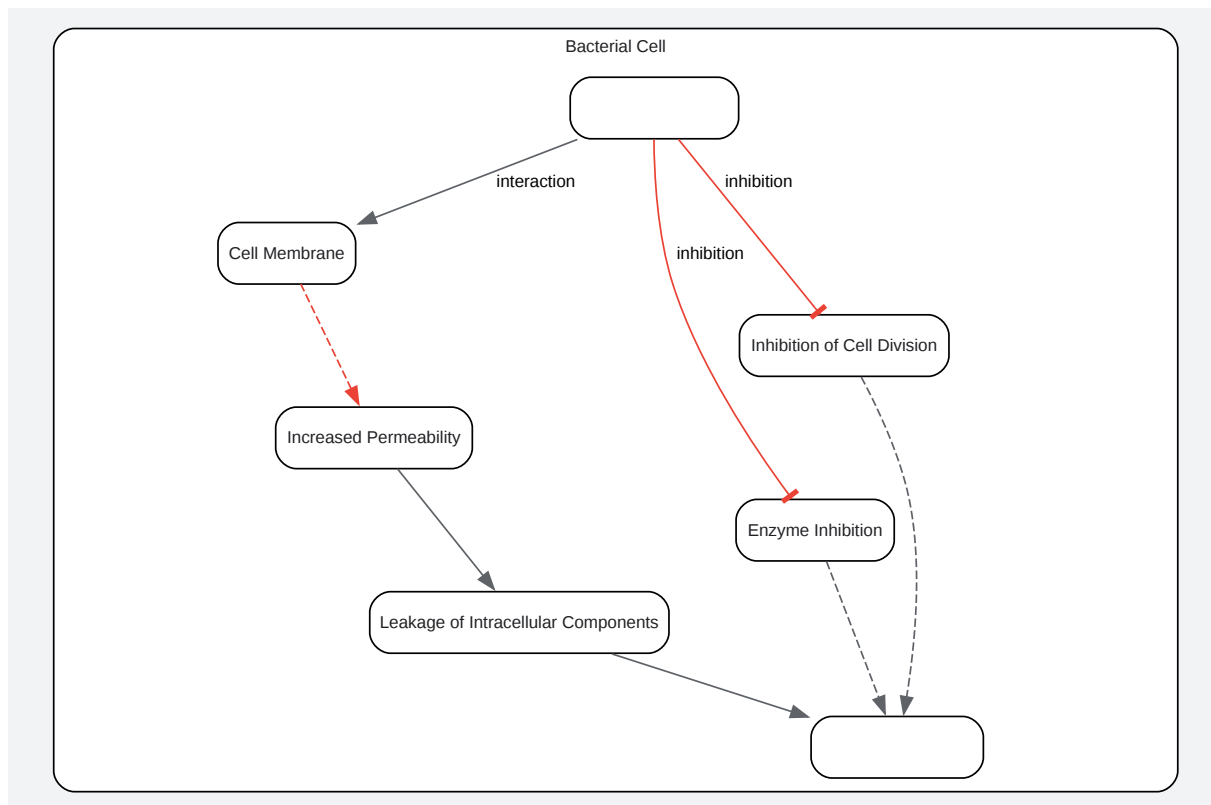 Bacterial Cell
interaction
inhibition
inhibition
Cell Membrane
Inhibition of Cell Division
Increased Permeability
Enzyme Inhibition
Leakage of Intracellular Components